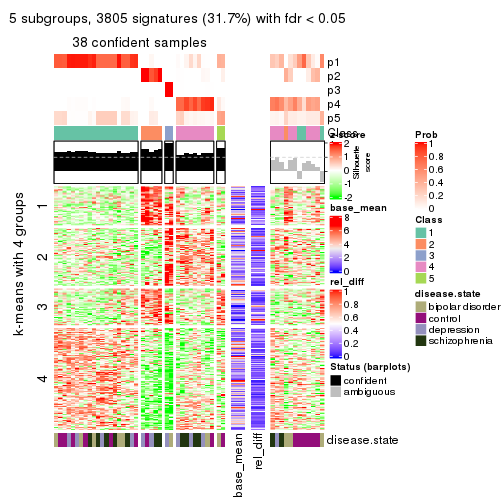 5 subgroups, 3805 signatures (31.7%) with fdr < 0.05
38 confident samples
p1
p2
p3
p4
p5
Class
Silhouette
score
k-means with 4 groups
1
2
3
4
base_mean
rel_diff
disease.state
z-score
2
1
0
-1
-2
base_mean
8
6
4
2
0
rel_diff
1
0.8
0.6
0.4
0.2
0
Status (barplots)
confident
ambiguous
Prob
1
0.8
0.6
0.4
0.2
0
Class
1
2
3
4
5
disease.state
bipolar disorder
control
depression
schizophrenia